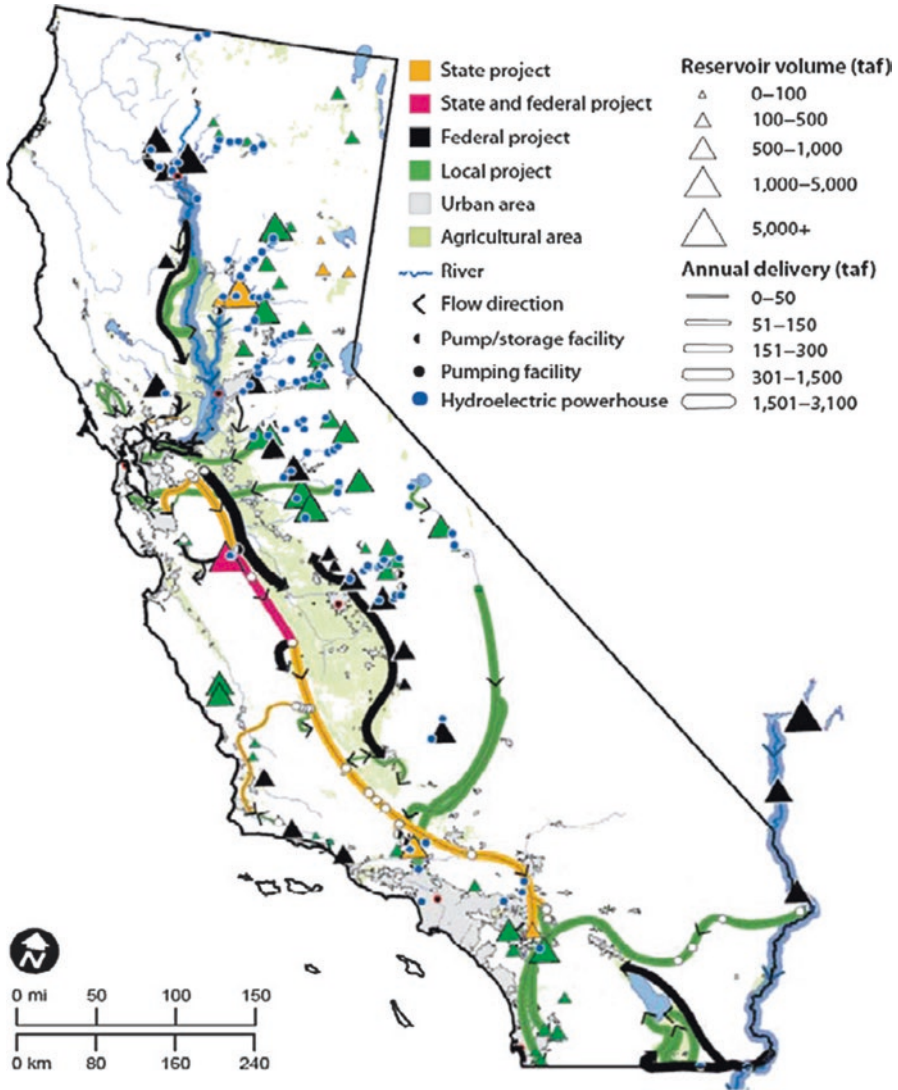 State project
State and federal project
Federal project
Local project
Urban area
Agricultural area
River
Flow direction
Pump/storage facility
Pumping facility
Hydroelectric powerhouse
Reservoir volume (taf)
0–100
100–500
500–1,000
1,000–5,000
5,000+
Annual delivery (taf)
0–50
51–150
151–300
301–1,500
1,501–3,100
N
0 mi 50 100 150
0 km 80 160 240